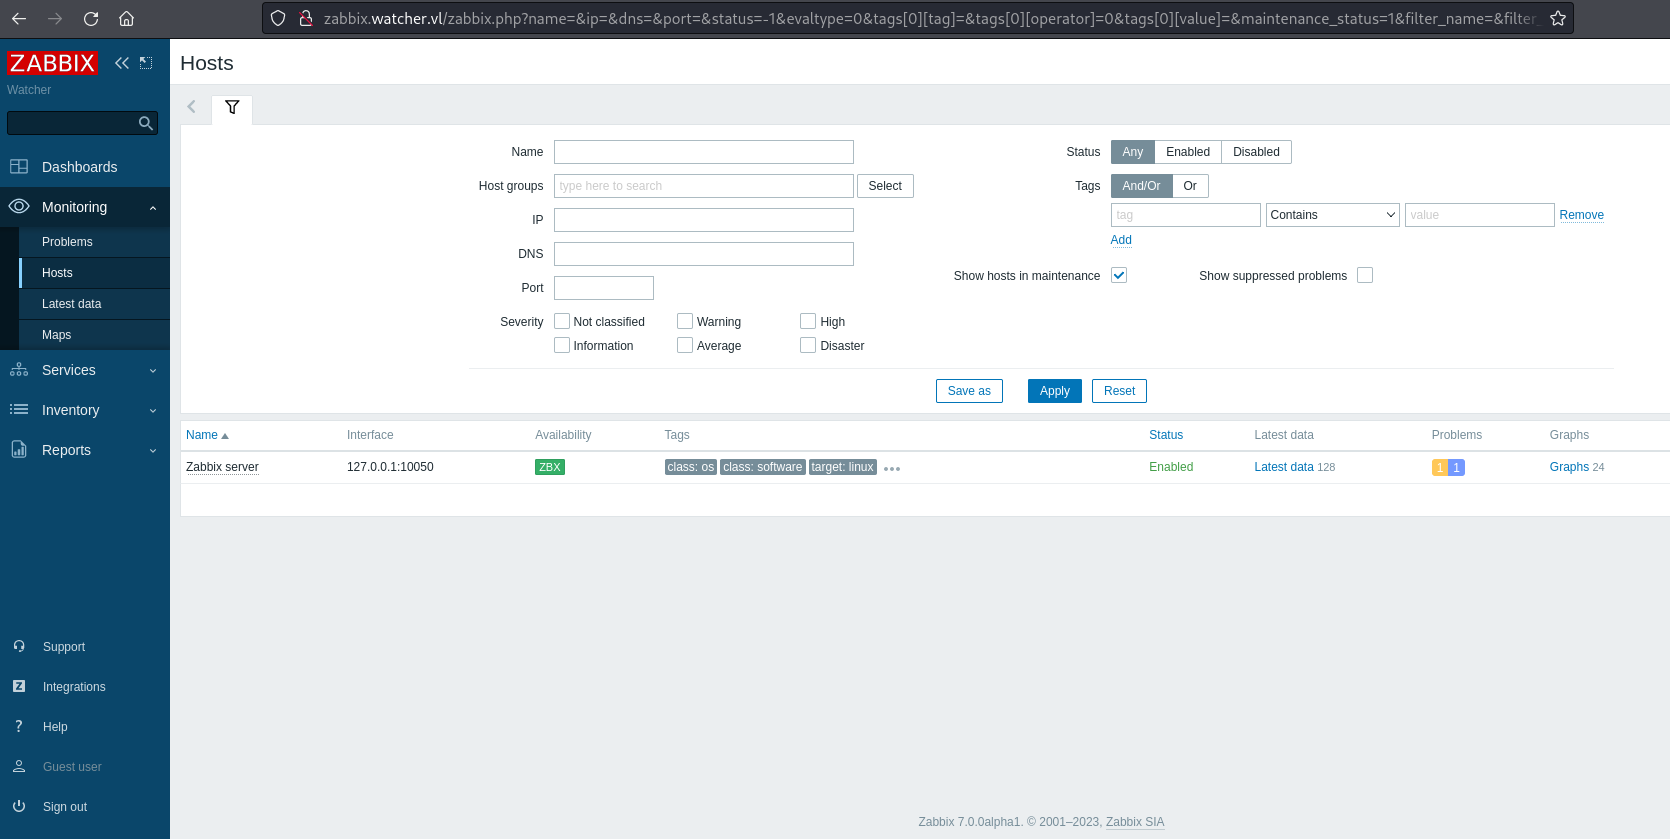 zabbix.watcher.vl/zabbix.php?name=&ip=&dns=&port=&status=-1&evaltype=0&tags[0][tag]=&tags[0][operator]=0&tags[0][value]=&maintenance_status=1&filter_name=&filter_
ZABBIX
Watcher
Dashboards
Monitoring
Problems
Hosts
Latest data
Maps
Services
Inventory
Reports
Support
Integrations
Help
Guest user
Sign out
Hosts
Name
Host groups type here to search Select
IP
DNS
Port
Severity Not classified Warning High
Information Average Disaster
Status Any Enabled Disabled
Tags And/Or Or
tag Contains value Remove
Add
Show hosts in maintenance Show suppressed problems
Save as Apply Reset
Name Interface Availability Tags Status Latest data Problems Graphs
Zabbix server 127.0.0.1:10050 ZBX class: os class: software target: linux Enabled Latest data 128 1 1 Graphs 24
Zabbix 7.0.0alpha1. © 2001–2023, Zabbix SIA